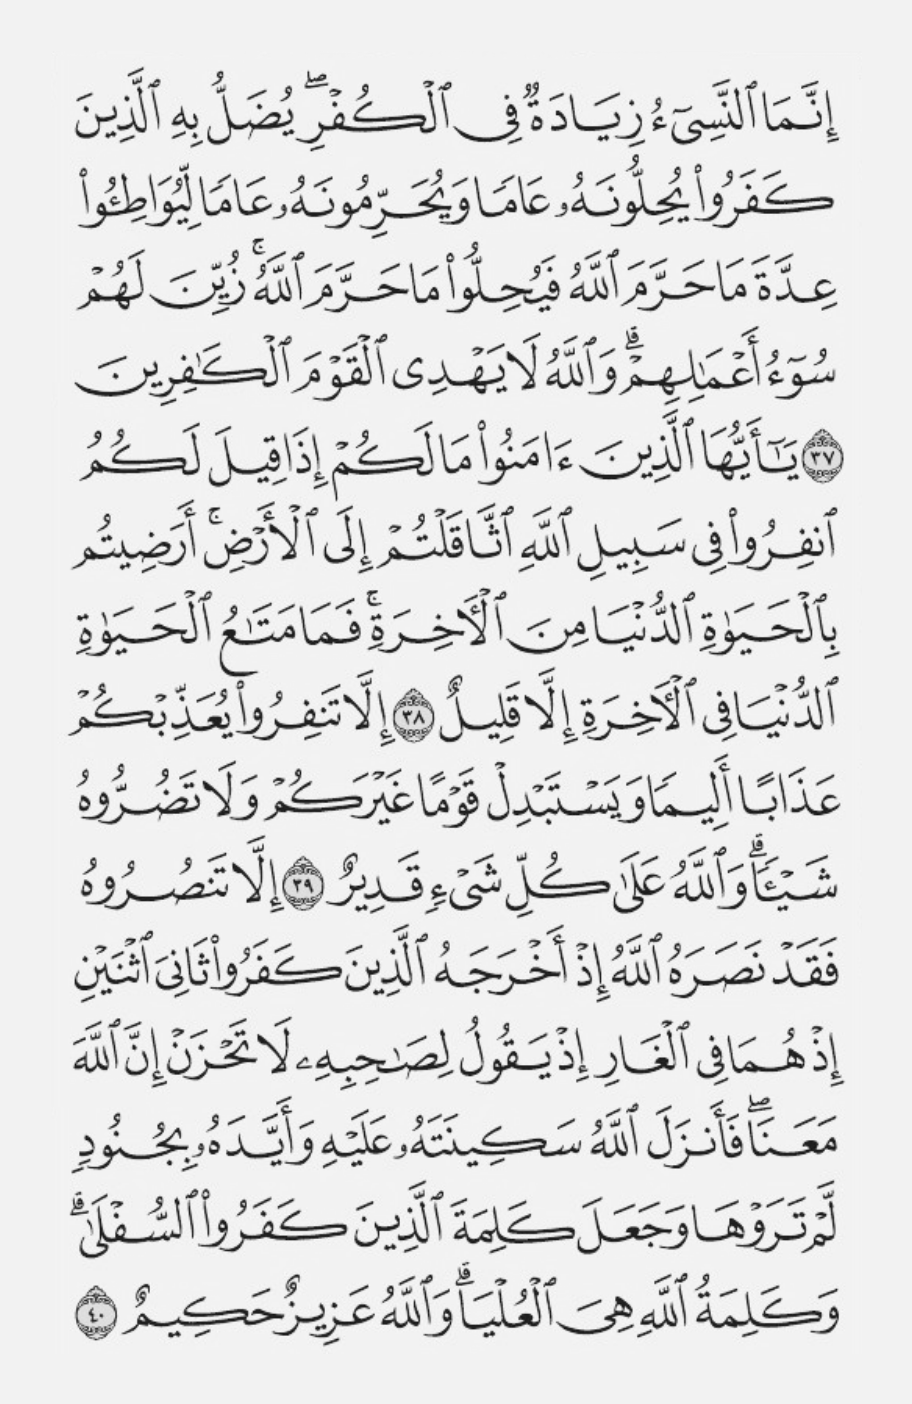 إِنَّمَا ٱلنَّسِىٓءُ زِيَادَةٌ فِى ٱلْكُفْرِ ۖ يُضَلُّ بِهِ ٱلَّذِينَ
كَفَرُوا۟ يُحِلُّونَهُۥ عَامًا وَيُحَرِّمُونَهُۥ عَامًا لِّيُوَاطِـُٔوا۟
عِدَّةَ مَا حَرَّمَ ٱللَّهُ فَيُحِلُّوا۟ مَا حَرَّمَ ٱللَّهُ ۚ زُيِّنَ لَهُمْ
سُوٓءُ أَعْمَـٰلِهِمْ ۗ وَٱللَّهُ لَا يَهْدِى ٱلْقَوْمَ ٱلْكَـٰفِرِينَ
٣٧ يَـٰٓأَيُّهَا ٱلَّذِينَ ءَامَنُوا۟ مَا لَكُمْ إِذَا قِيلَ لَكُمُ
ٱنفِرُوا۟ فِى سَبِيلِ ٱللَّهِ ٱثَّاقَلْتُمْ إِلَى ٱلْأَرْضِ ۚ أَرَضِيتُم
بِٱلْحَيَوٰةِ ٱلدُّنْيَا مِنَ ٱلْـَٔاخِرَةِ ۚ فَمَا مَتَـٰعُ ٱلْحَيَوٰةِ
ٱلدُّنْيَا فِى ٱلْـَٔاخِرَةِ إِلَّا قَلِيلٌ ٣٨ إِلَّا تَنفِرُوا۟ يُعَذِّبْكُمْ
عَذَابًا أَلِيمًا وَيَسْتَبْدِلْ قَوْمًا غَيْرَكُمْ وَلَا تَضُرُّوهُ
شَيْـًٔا ۗ وَٱللَّهُ عَلَىٰ كُلِّ شَىْءٍ قَدِيرٌ ٣٩ إِلَّا تَنصُرُوهُ
فَقَدْ نَصَرَهُ ٱللَّهُ إِذْ أَخْرَجَهُ ٱلَّذِينَ كَفَرُوا۟ ثَانِىَ ٱثْنَيْنِ
إِذْ هُمَا فِى ٱلْغَارِ إِذْ يَقُولُ لِصَـٰحِبِهِۦ لَا تَحْزَنْ إِنَّ ٱللَّهَ
مَعَنَا ۖ فَأَنزَلَ ٱللَّهُ سَكِينَتَهُۥ عَلَيْهِ وَأَيَّدَهُۥ بِجُنُودٍ
لَّمْ تَرَوْهَا وَجَعَلَ كَلِمَةَ ٱلَّذِينَ كَفَرُوا۟ ٱلسُّفْلَىٰ ۗ
وَكَلِمَةُ ٱللَّهِ هِىَ ٱلْعُلْيَا ۗ وَٱللَّهُ عَزِيزٌ حَكِيمٌ ٤٠